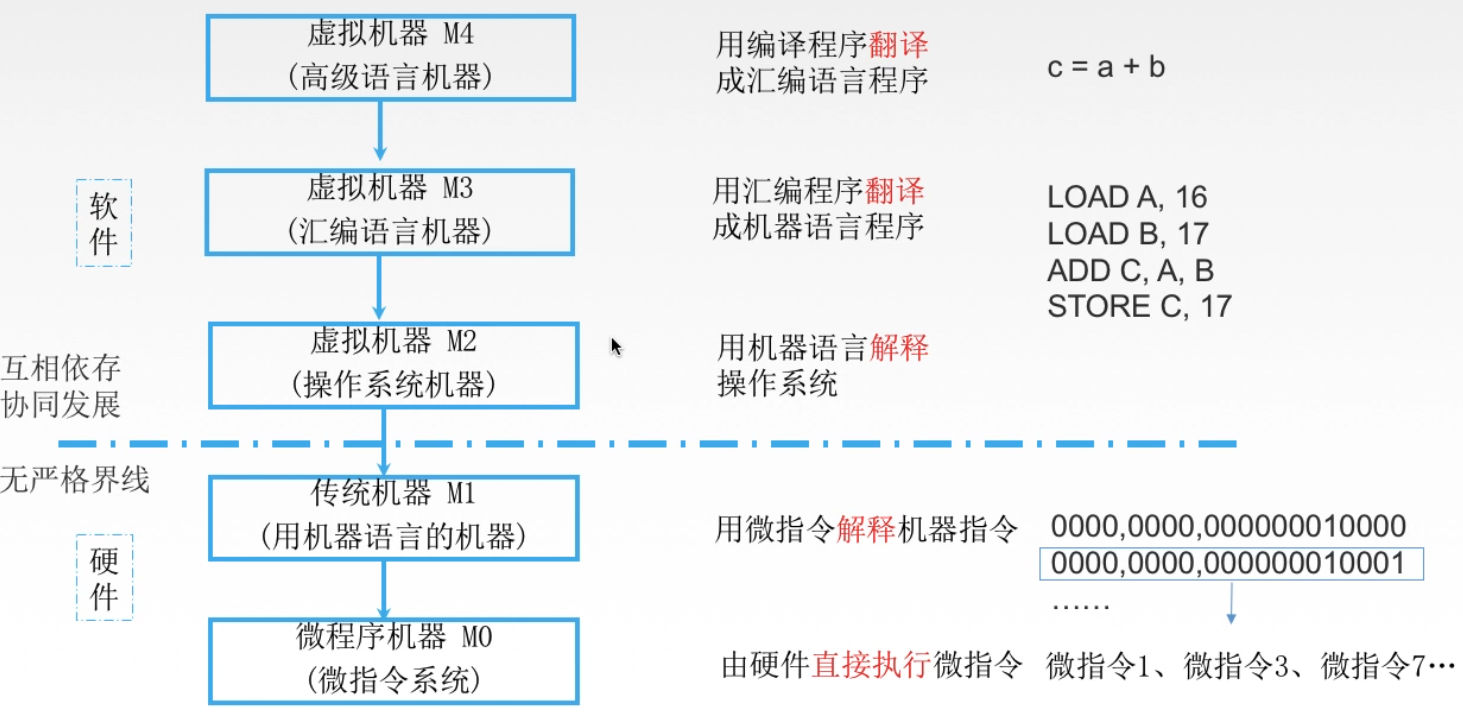 虚拟机器 M4
(高级语言机器)
用编译程序翻译
成汇编语言程序
c = a + b
软
件
虚拟机器 M3
(汇编语言机器)
用汇编程序翻译
成机器语言程序
LOAD A, 16
LOAD B, 17
ADD C, A, B
STORE C, 17
互相依存
协同发展
虚拟机器 M2
(操作系统机器)
用机器语言解释
操作系统
无严格界线
硬
件
传统机器 M1
(用机器语言的机器)
用微指令解释机器指令
0000,0000,000000010000
0000,0000,000000010001
......
微程序机器 M0
(微指令系统)
由硬件直接执行微指令
微指令1、微指令3、微指令7…